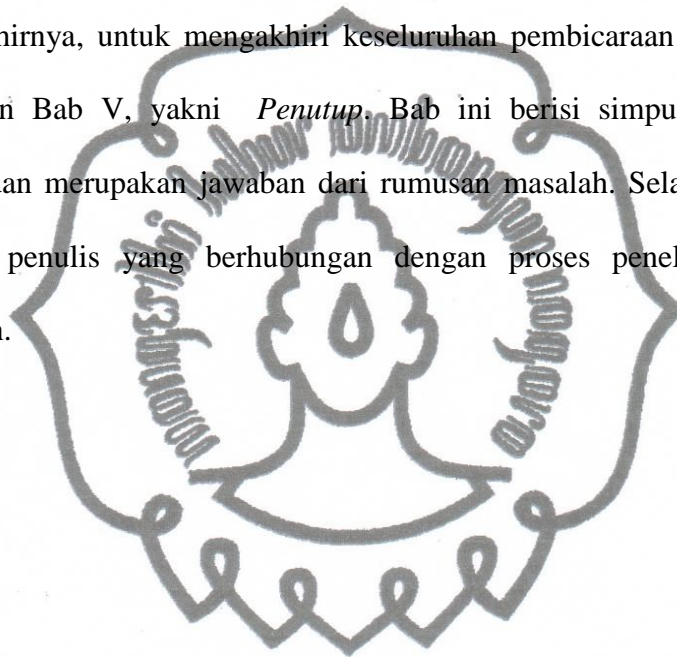 hirnya, untuk mengakhiri keseluruhan pembicaraan
n Bab V, yakni Penutup. Bab ini berisi simpu
dan merupakan jawaban dari rumusan masalah. Sela
penulis yang berhubungan dengan proses penel